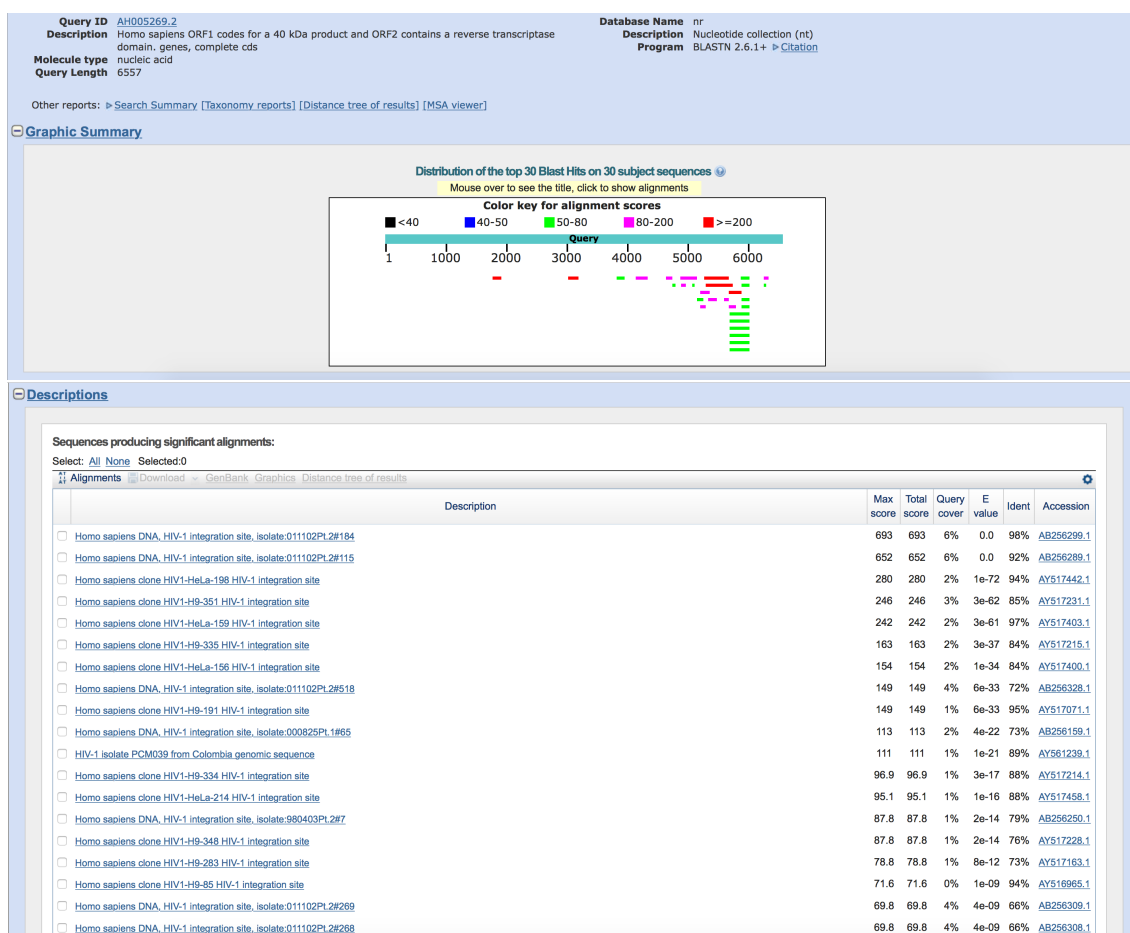 Query ID AH005269.2
Description Homo sapiens ORF1 codes for a 40 kDa product and ORF2 contains a reverse transcriptase
domain. genes, complete cds
Molecule type nucleic acid
Query Length 6557
Database Name nr
Description Nucleotide collection (nt)
Program BLASTN 2.6.1+ Citation
Other reports: Search Summary [Taxonomy reports] [Distance tree of results] [MSA viewer]
Graphic Summary
Distribution of the top 30 Blast Hits on 30 subject sequences
Mouse over to see the title, click to show alignments
Color key for alignment scores
<40 40-50 50-80 80-200 >=200
Query
1 1000 2000 3000 4000 5000 6000
Descriptions
Sequences producing significant alignments:
Select: All None Selected:0
Alignments Download GenBank Graphics Distance tree of results
Description Max score Total score Query cover E value Ident Accession
Homo sapiens DNA, HIV-1 integration site, isolate:011102Pt.2#184 693 693 6% 0.0 98% AB256299.1
Homo sapiens DNA, HIV-1 integration site, isolate:011102Pt.2#115 652 652 6% 0.0 92% AB256289.1
Homo sapiens clone HIV1-HeLa-198 HIV-1 integration site 280 280 2% 1e-72 94% AY517442.1
Homo sapiens clone HIV1-H9-351 HIV-1 integration site 246 246 3% 3e-62 85% AY517231.1
Homo sapiens clone HIV1-HeLa-159 HIV-1 integration site 242 242 2% 3e-61 97% AY517403.1
Homo sapiens clone HIV1-H9-335 HIV-1 integration site 163 163 2% 3e-37 84% AY517215.1
Homo sapiens clone HIV1-HeLa-156 HIV-1 integration site 154 154 2% 1e-34 84% AY517400.1
Homo sapiens DNA, HIV-1 integration site, isolate:011102Pt.2#518 149 149 4% 6e-33 72% AB256328.1
Homo sapiens clone HIV1-H9-191 HIV-1 integration site 149 149 1% 6e-33 95% AY517071.1
Homo sapiens DNA, HIV-1 integration site, isolate:000825Pt.1#65 113 113 2% 4e-22 73% AB256159.1
HIV-1 isolate PCM039 from Colombia genomic sequence 111 111 1% 1e-21 89% AY561239.1
Homo sapiens clone HIV1-H9-334 HIV-1 integration site 96.9 96.9 1% 3e-17 88% AY517214.1
Homo sapiens clone HIV1-HeLa-214 HIV-1 integration site 95.1 95.1 1% 1e-16 88% AY517458.1
Homo sapiens DNA, HIV-1 integration site, isolate:980403Pt.2#7 87.8 87.8 1% 2e-14 79% AB256250.1
Homo sapiens clone HIV1-H9-348 HIV-1 integration site 87.8 87.8 1% 2e-14 76% AY517228.1
Homo sapiens clone HIV1-H9-283 HIV-1 integration site 78.8 78.8 1% 8e-12 73% AY517163.1
Homo sapiens clone HIV1-H9-85 HIV-1 integration site 71.6 71.6 0% 1e-09 94% AY516965.1
Homo sapiens DNA, HIV-1 integration site, isolate:011102Pt.2#269 69.8 69.8 4% 4e-09 66% AB256309.1
Homo sapiens DNA, HIV-1 integration site, isolate:011102Pt.2#268 69.8 69.8 4% 4e-09 66% AB256308.1